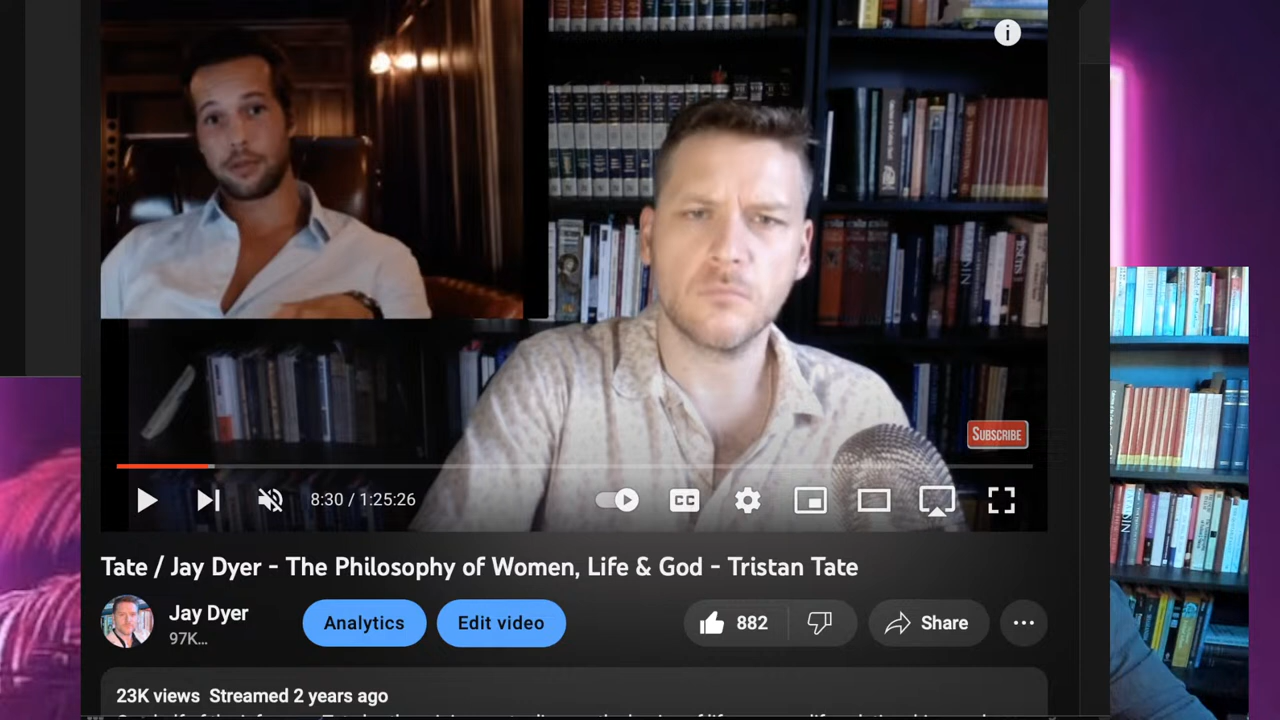 SUBSCRIBE
8:30 / 1:25:26
CC
Tate / Jay Dyer - The Philosophy of Women, Life & God - Tristan Tate
Jay Dyer
97K...
Analytics
Edit video
882
Share
23K views Streamed 2 years ago